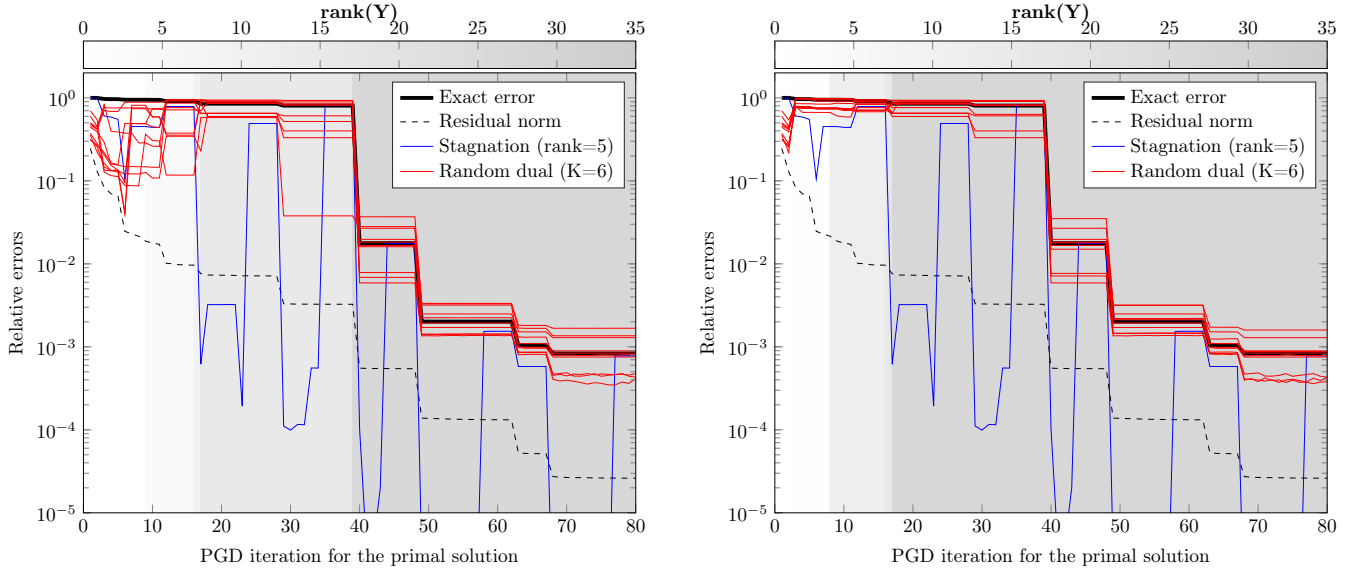 rank(Y)
0 5 10 15 20 25 30 35
10^0
10^-1
10^-2
10^-3
10^-4
10^-5
Relative errors
Exact error
Residual norm
Stagnation (rank=5)
Random dual (K=6)
0 10 20 30 40 50 60 70 80
PGD iteration for the primal solution
rank(Y)
0 5 10 15 20 25 30 35
10^0
10^-1
10^-2
10^-3
10^-4
10^-5
Relative errors
Exact error
Residual norm
Stagnation (rank=5)
Random dual (K=6)
0 10 20 30 40 50 60 70 80
PGD iteration for the primal solution